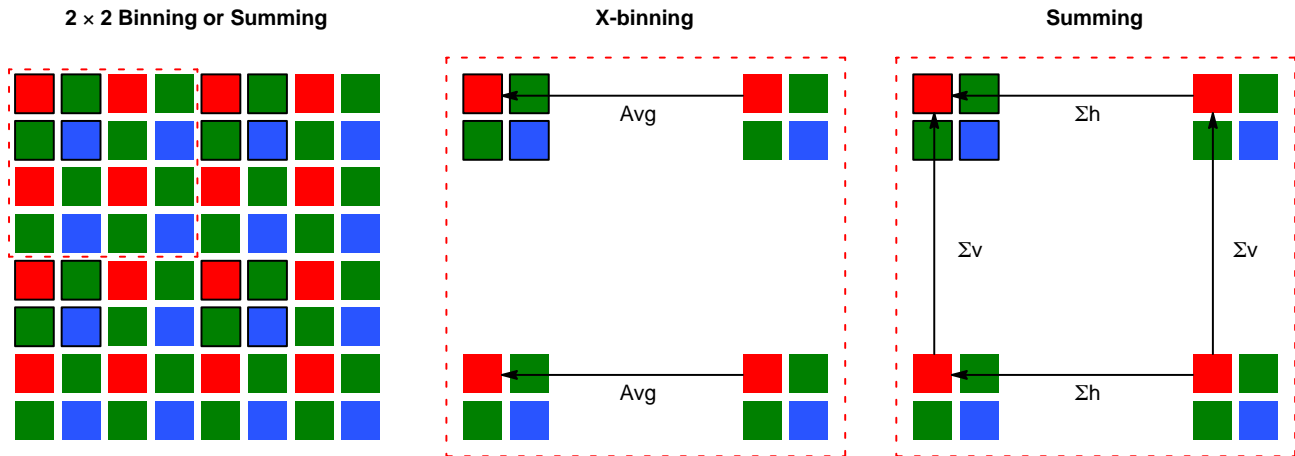 2 × 2 Binning or Summing
X-binning
Summing
Avg
Σh
Σv
Σv
Avg
Σh